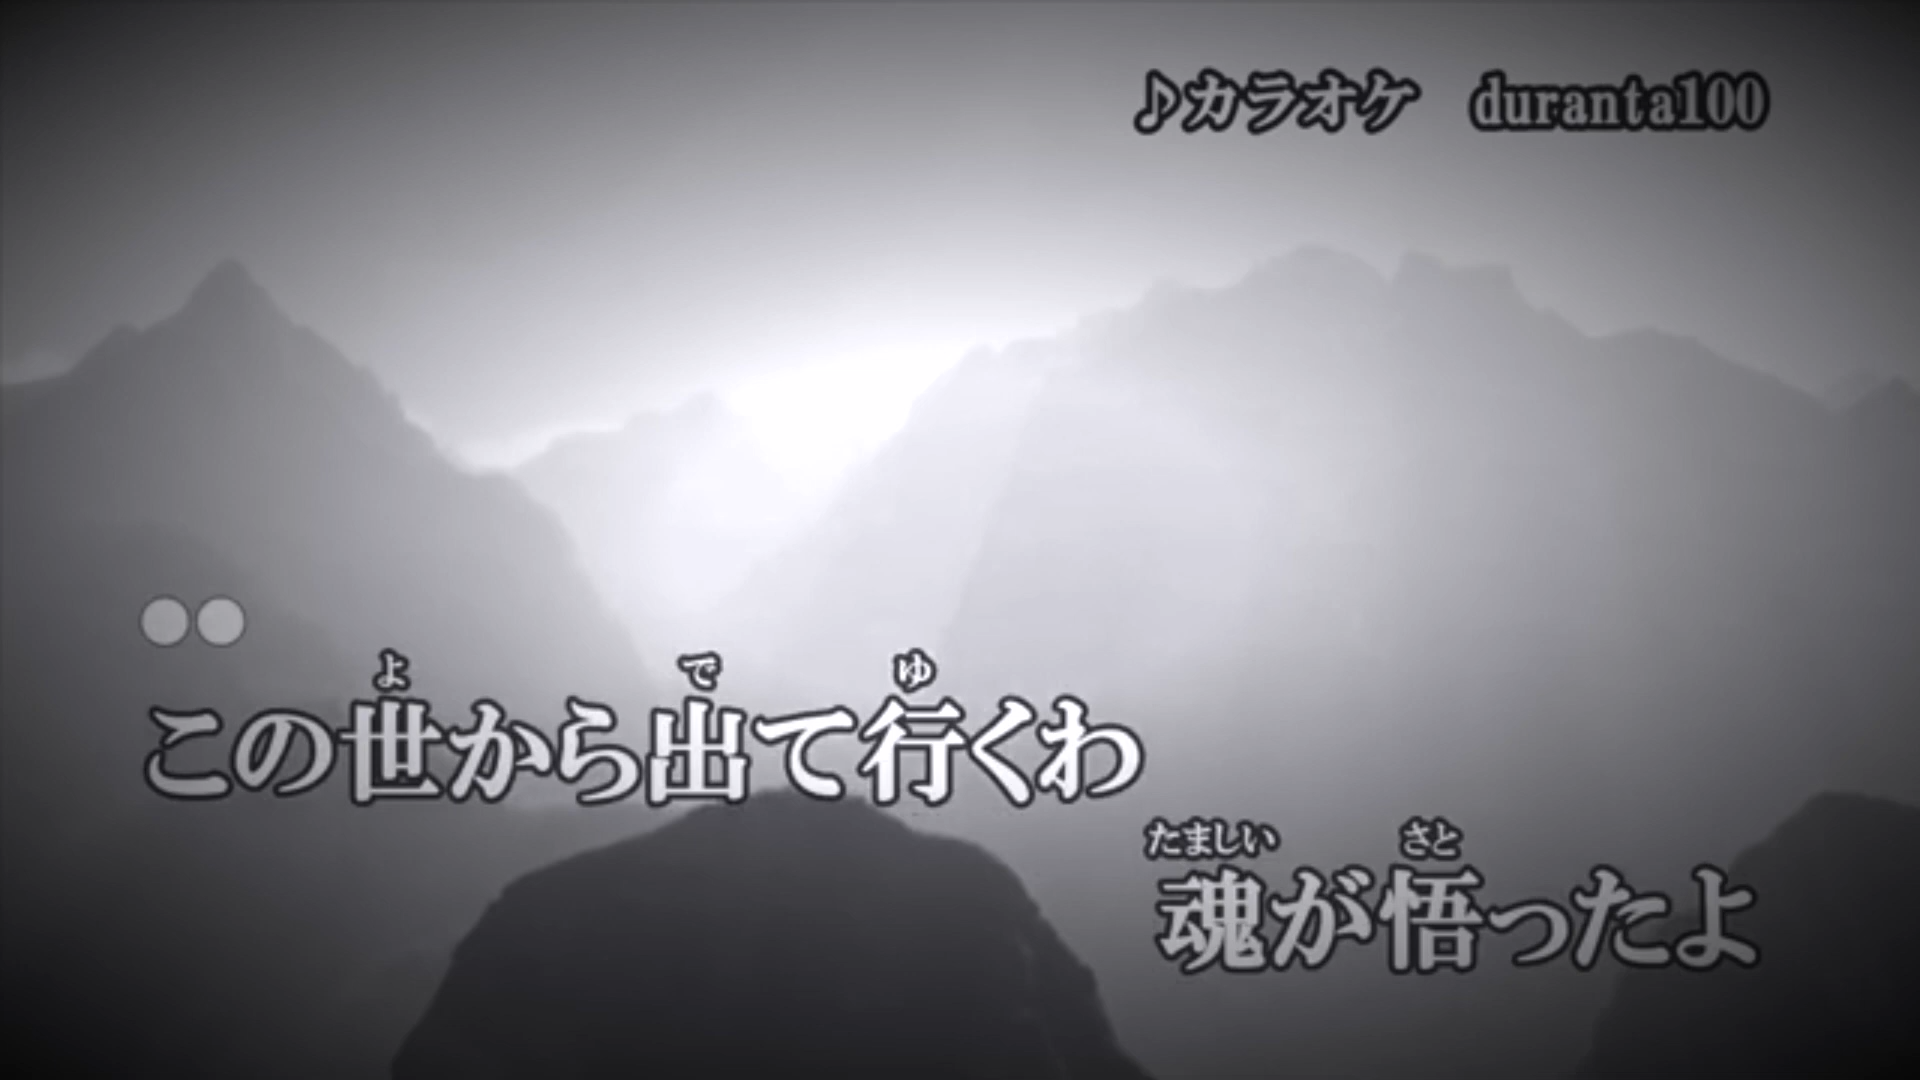 ♪カラオケ　duranta100
よ で ゆ
この世から出て行くわ
たましい さと
魂が悟ったよ